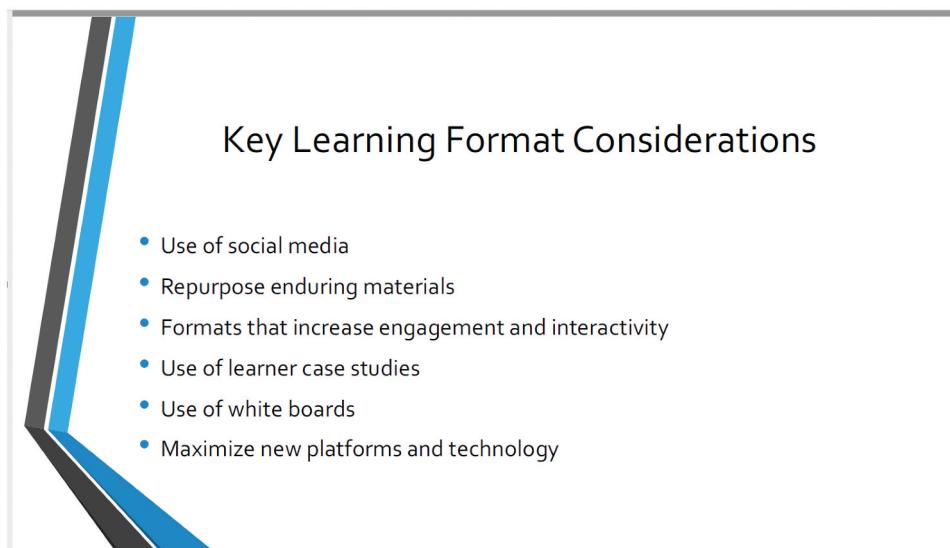 Key Learning Format Considerations
• Use of social media
• Repurpose enduring materials
• Formats that increase engagement and interactivity
• Use of learner case studies
• Use of white boards
• Maximize new platforms and technology